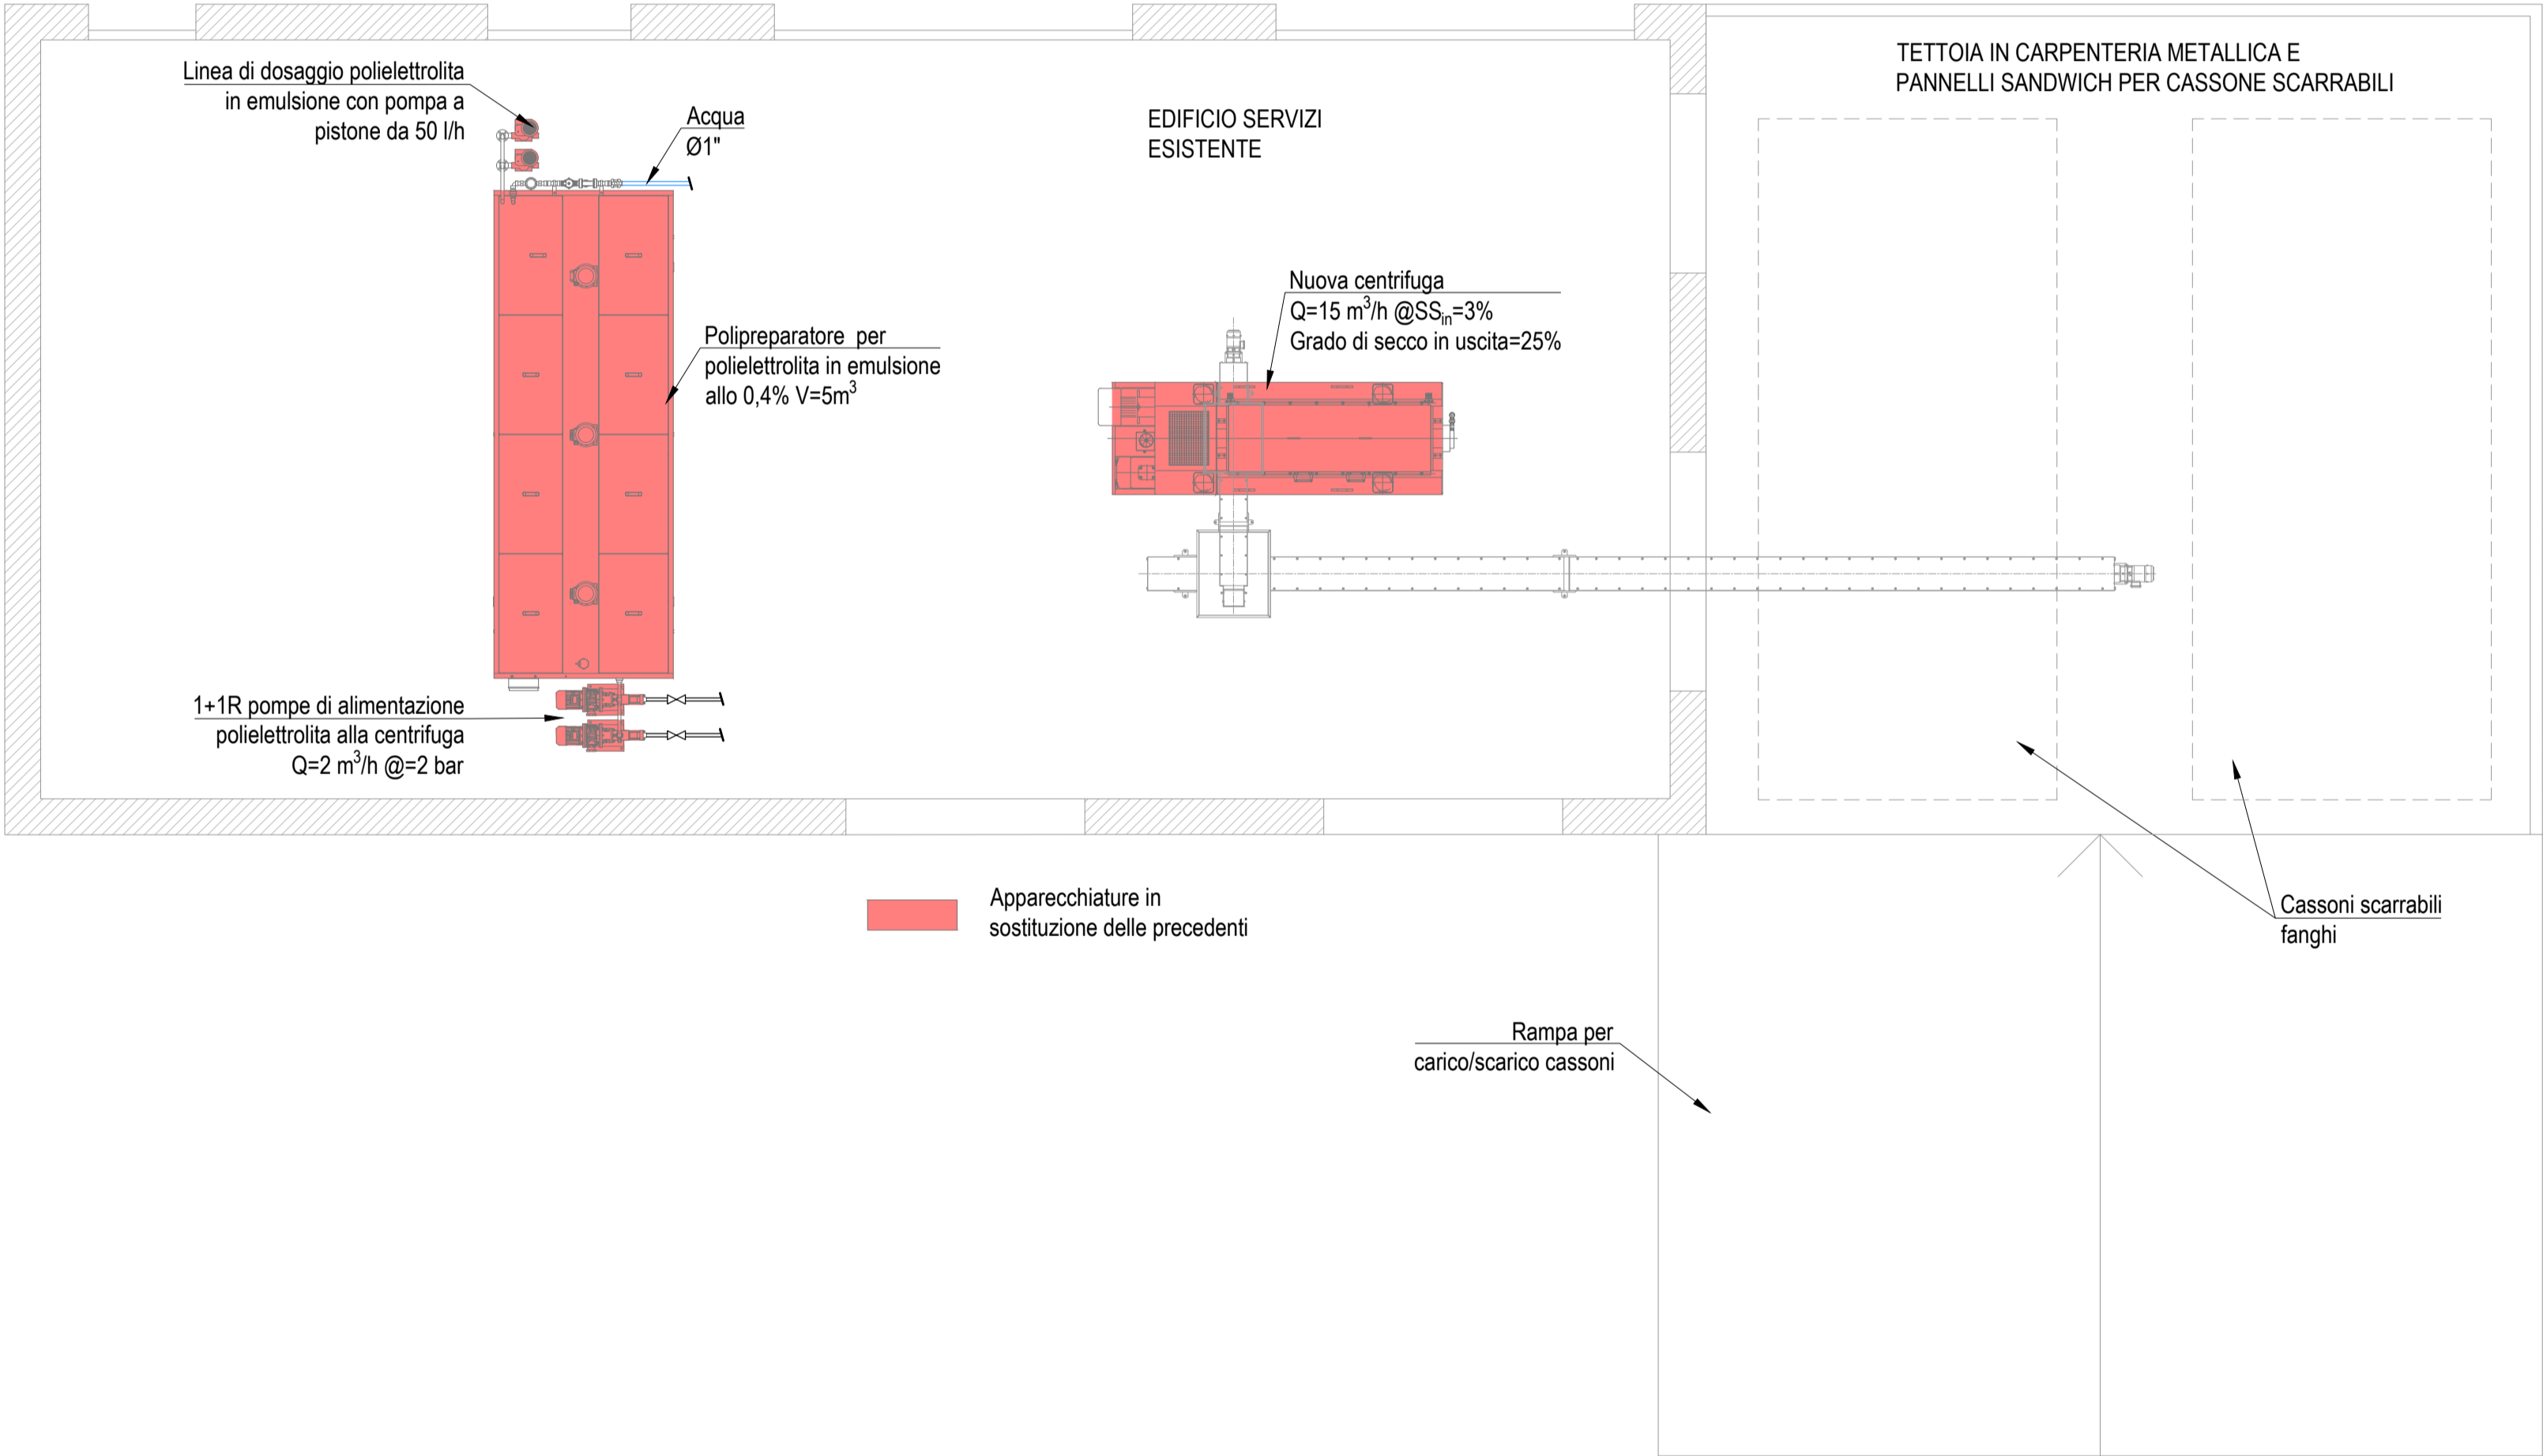 TETTOIA IN CARPENTERIA METALLICA E
PANNELLI SANDWICH PER CASSONE SCARRABILI
Linea di dosaggio polielettrolita
in emulsione con pompa a
pistone da 50 l/h
Acqua
Ø1"
EDIFICIO SERVIZI
ESISTENTE
Nuova centrifuga
Q=15 m³/h @SSin=3%
Grado di secco in uscita=25%
Polipreparatore per
polielettrolita in emulsione
allo 0,4% V=5m³
1+1R pompe di alimentazione
polielettrolita alla centrifuga
Q=2 m³/h @=2 bar
Apparecchiature in
sostituzione delle precedenti
Cassoni scarrabili
fanghi
Rampa per
carico/scarico cassoni